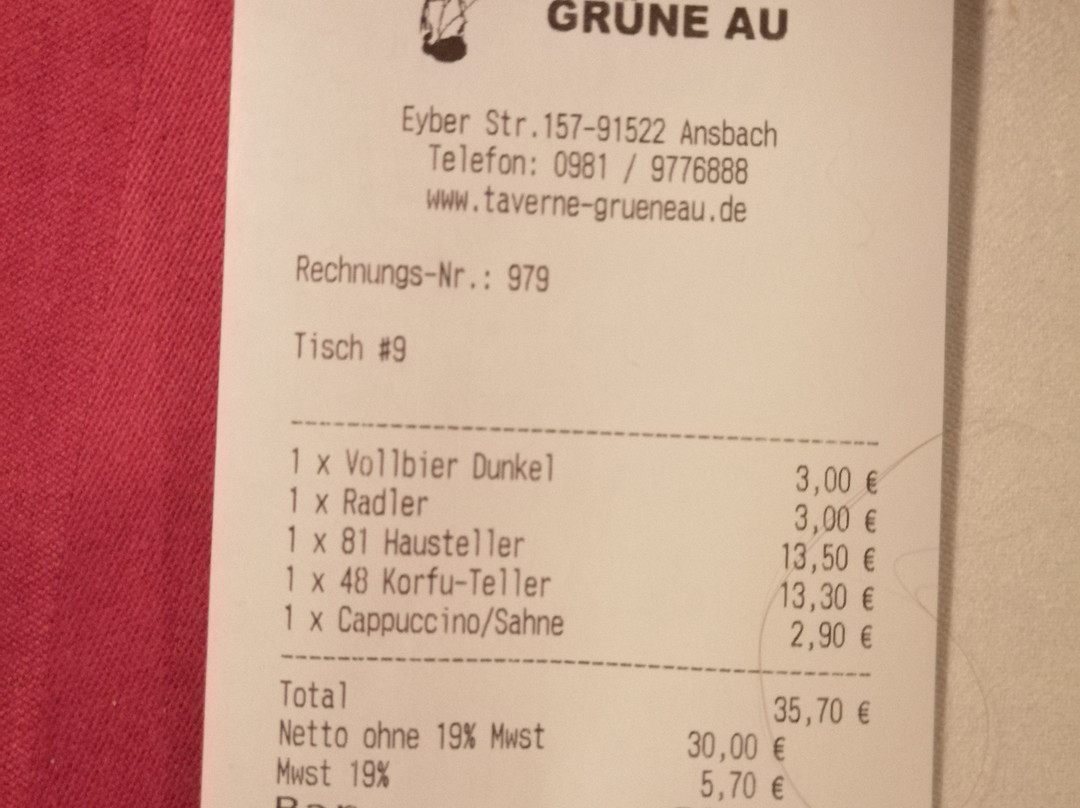 GRÜNE AU
Eyber Str.157-91522 Ansbach
Telefon: 0981 / 9776888
www.taverne-grueneau.de
Rechnungs-Nr.: 979
Tisch #9
1 x Vollbier Dunkel 3,00 €
1 x Radler 3,00 €
1 x 81 Hausteller 13,50 €
1 x 48 Korfu-Teller 13,30 €
1 x Cappuccino/Sahne 2,90 €
Total 35,70 €
Netto ohne 19% Mwst 30,00 €
Mwst 19% 5,70 €